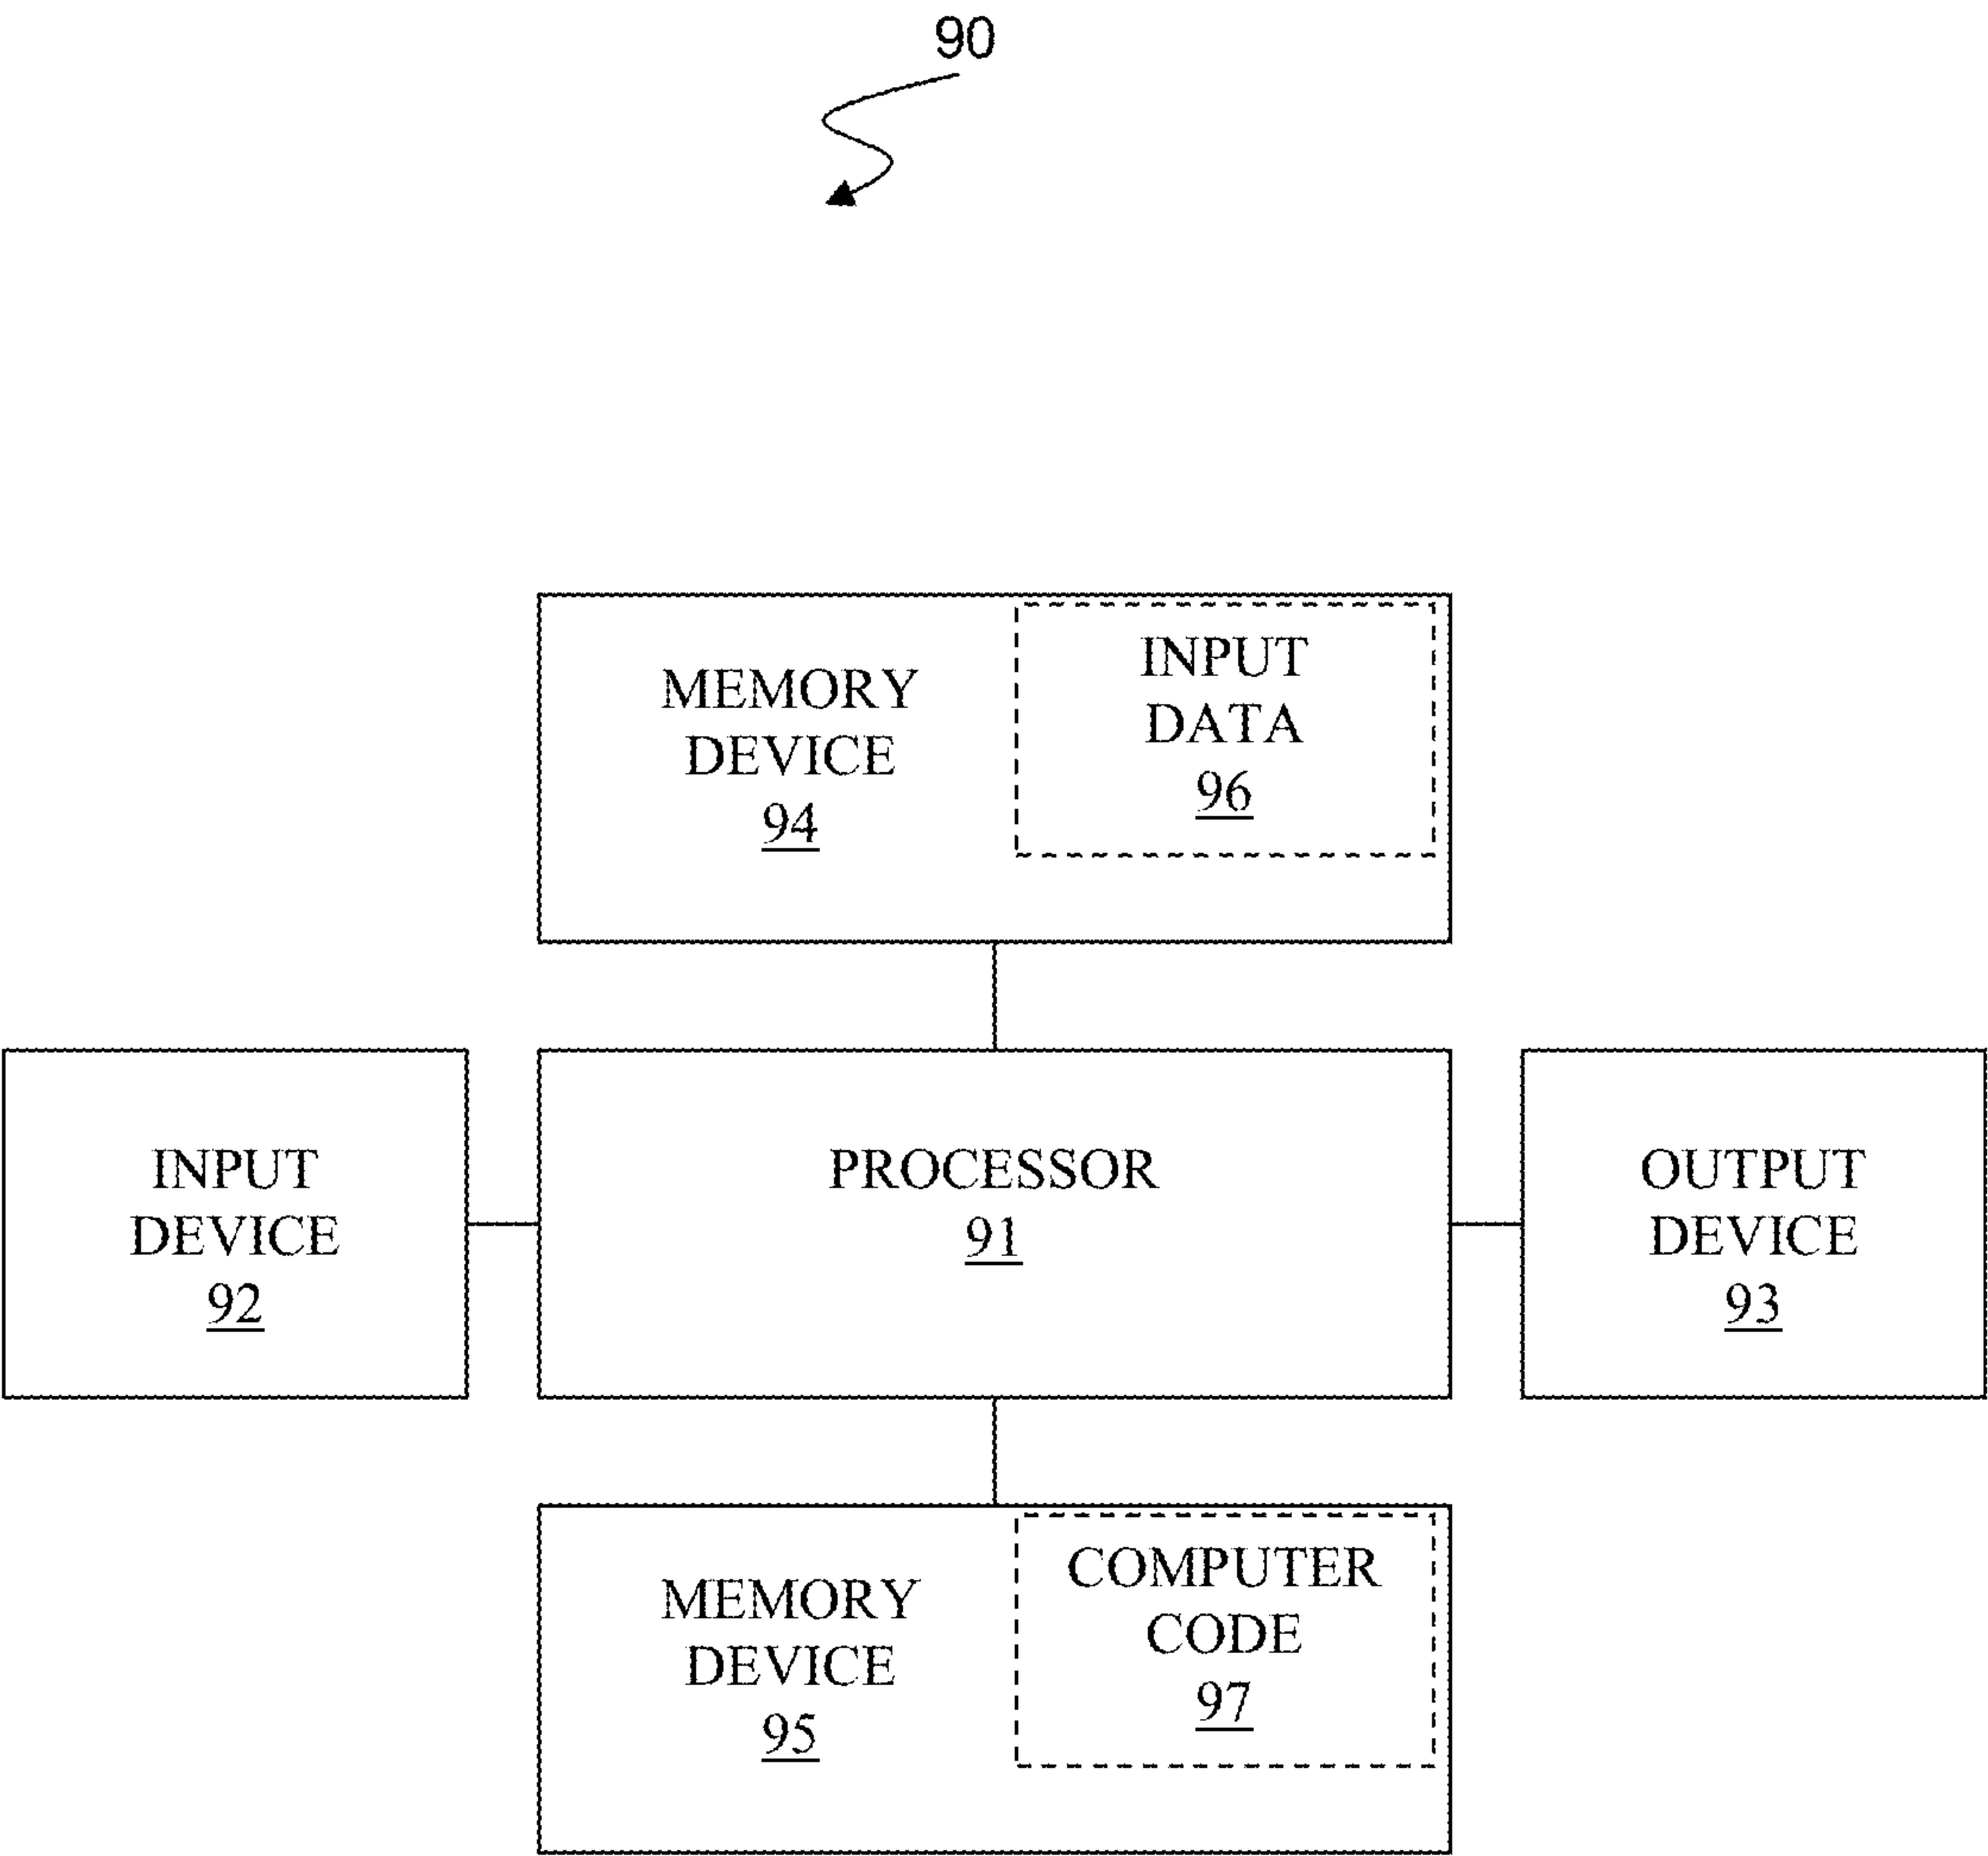 90
MEMORY
DEVICE
94
INPUT
DATA
96
INPUT
DEVICE
92
PROCESSOR
91
OUTPUT
DEVICE
93
MEMORY
DEVICE
95
COMPUTER
CODE
97